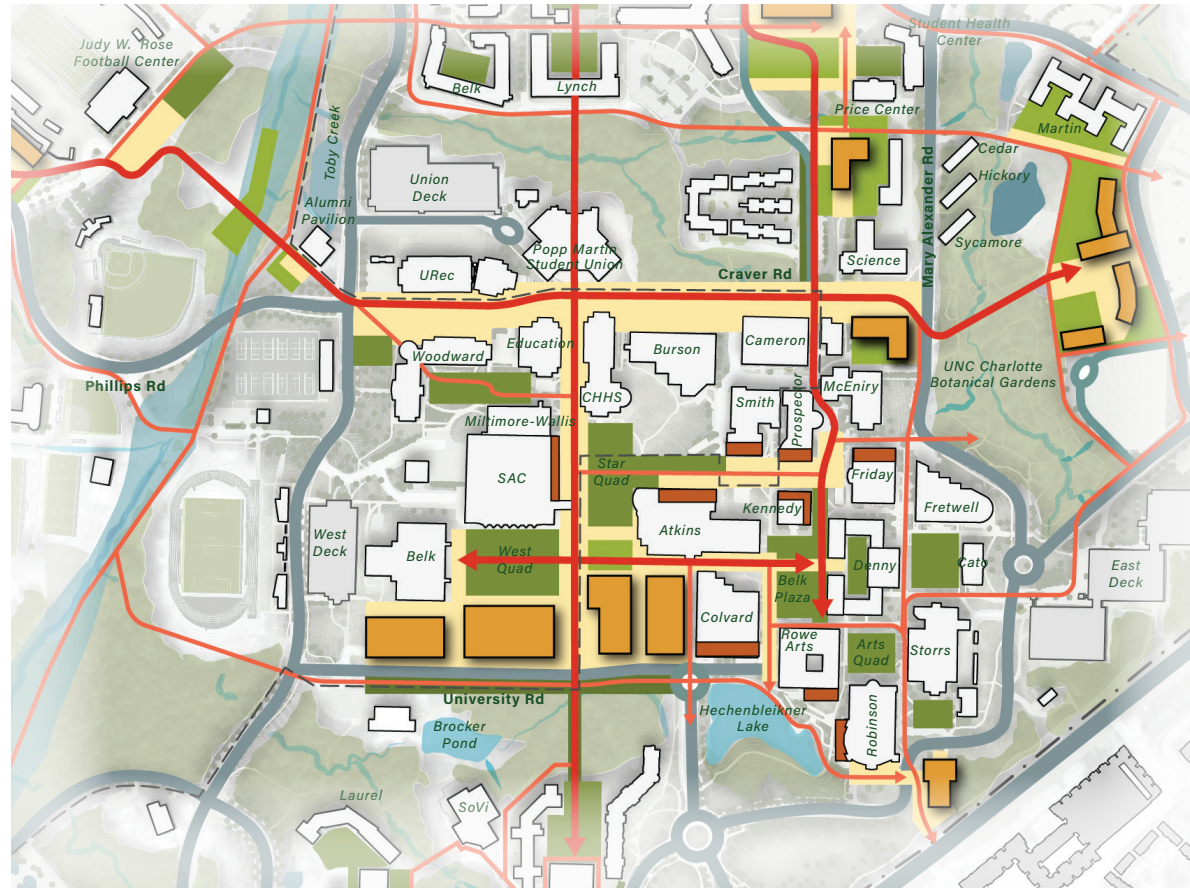 Judy W. Rose
Football Center
Student Health
Center
Belk
Lynch
Price Center
Martin
Toby Creek
Mary Alexander Rd
Cedar
Hickory
Sycamore
Union
Deck
Alumni
Pavilion
Popp Martin
Student Union
URec
Science
Craver Rd
Phillips Rd
Woodward
Education
Burson
Cameron
UNC Charlotte
Botanical Gardens
CHHS
McEniry
Smith
Prospector
Miltimore-Wallis
SAC
Star
Quad
Friday
Kennedy
Fretwell
Atkins
West
Deck
Belk
West
Quad
Denny
Cato
East
Deck
Belk
Plaza
Colvard
Rowe
Arts
Arts
Quad
Storrs
University Rd
Hechenbleikner
Lake
Robinson
Brocker
Pond
Laurel
SoVi